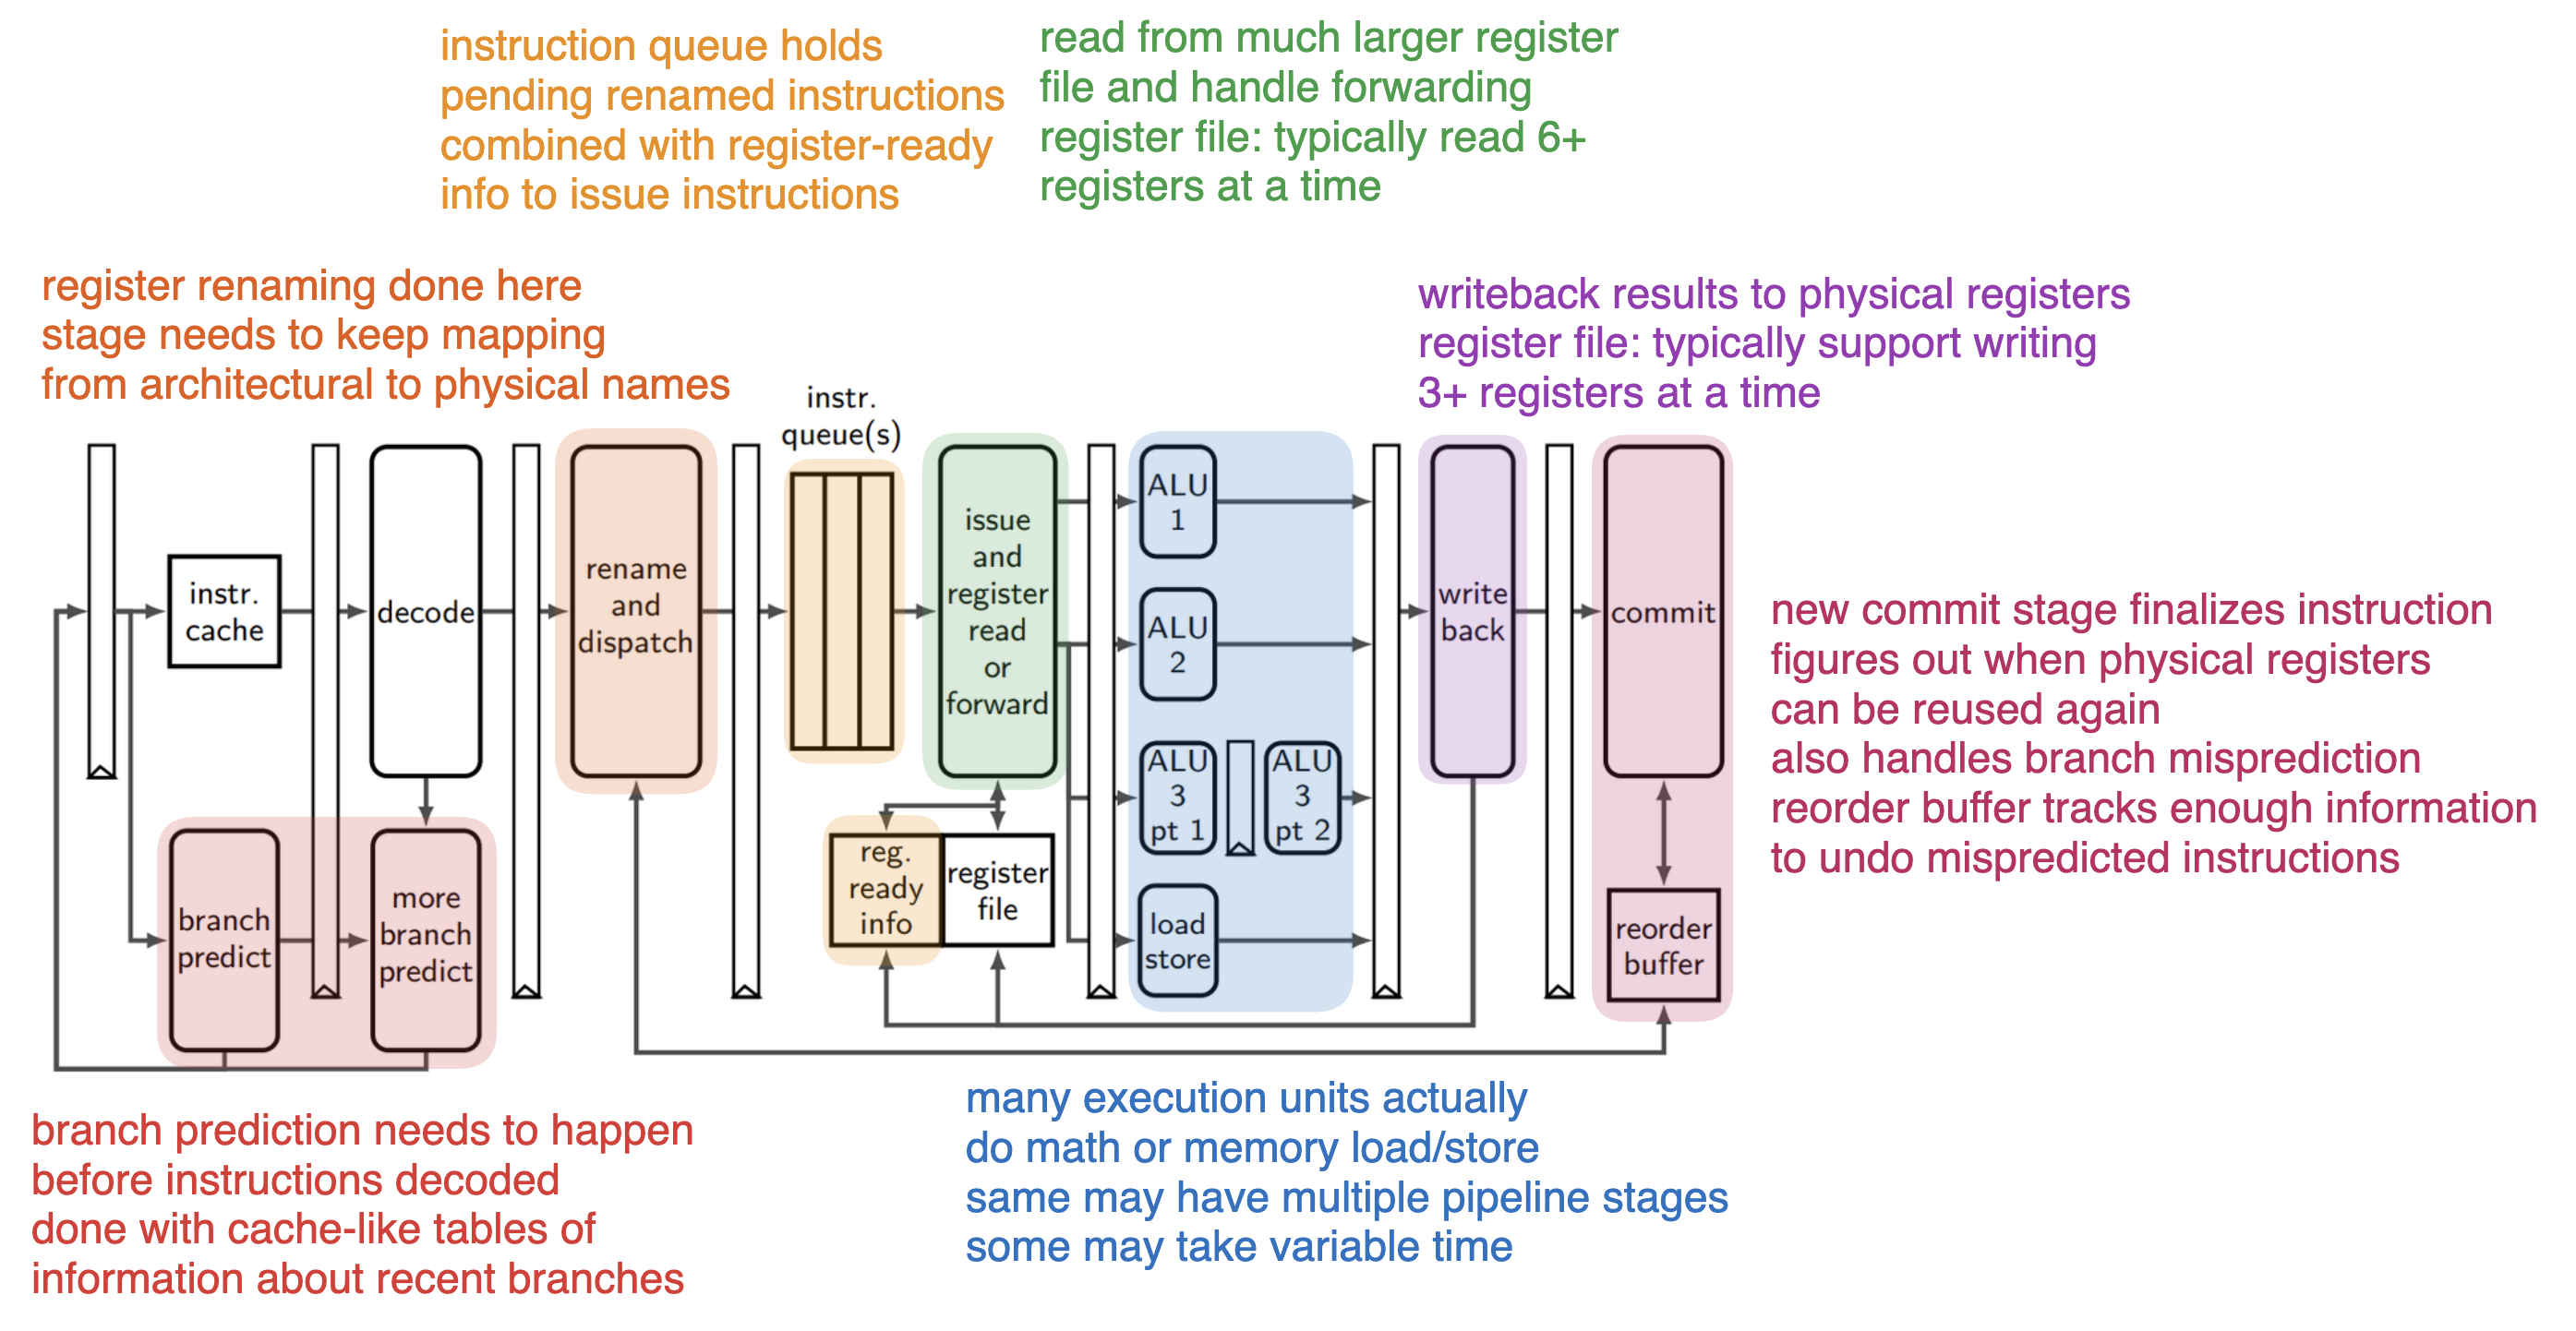 instruction queue holds
pending renamed instructions
combined with register-ready
info to issue instructions
read from much larger register
file and handle forwarding
register file: typically read 6+
registers at a time
register renaming done here
stage needs to keep mapping
from architectural to physical names
writeback results to physical registers
register file: typically support writing
3+ registers at a time
instr.
cache
decode
branch
predict
more
branch
predict
rename
and
dispatch
instr.
queue(s)
issue
and
register
read
or
forward
reg.
ready
info
register
file
ALU
1
ALU
2
ALU
3
pt 1
ALU
3
pt 2
load
store
write
back
commit
reorder
buffer
new commit stage finalizes instruction
figures out when physical registers
can be reused again
also handles branch misprediction
reorder buffer tracks enough information
to undo mispredicted instructions
branch prediction needs to happen
before instructions decoded
done with cache-like tables of
information about recent branches
many execution units actually
do math or memory load/store
same may have multiple pipeline stages
some may take variable time